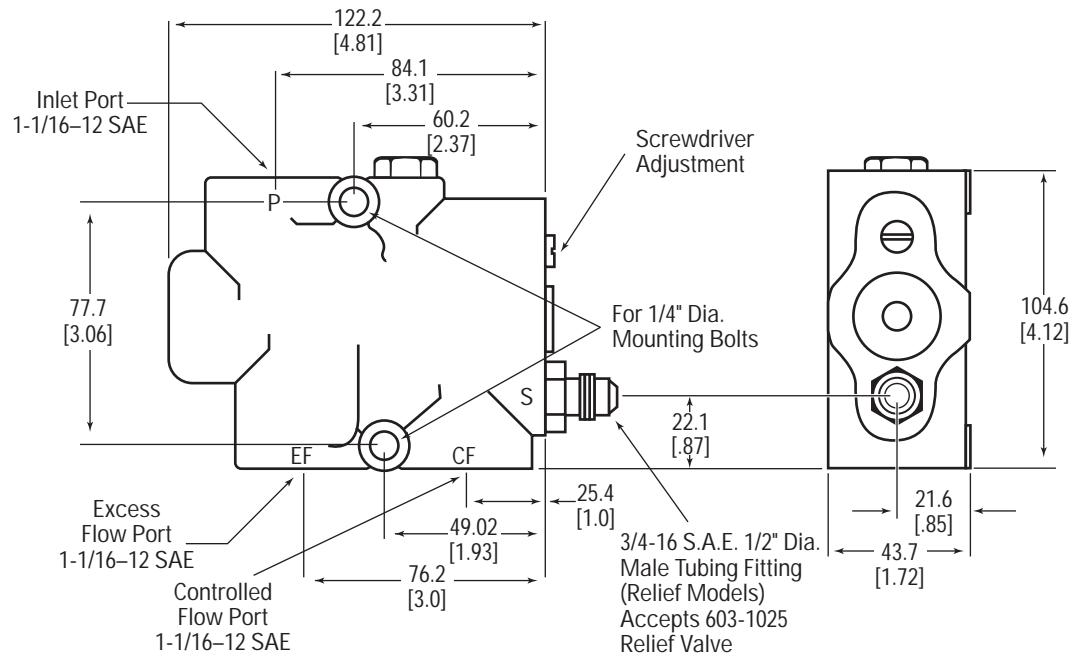 122.2
[4.81]
84.1
[3.31]
Inlet Port
1-1/16–12 SAE
60.2
[2.37]
Screwdriver
Adjustment
P
77.7
[3.06]
For 1/4" Dia.
Mounting Bolts
104.6
[4.12]
S
22.1
[.87]
EF
CF
25.4
[1.0]
21.6
[.85]
Excess
Flow Port
1-1/16–12 SAE
49.02
[1.93]
43.7
[1.72]
3/4-16 S.A.E. 1/2" Dia.
Male Tubing Fitting
(Relief Models)
Accepts 603-1025
Relief Valve
76.2
[3.0]
Controlled
Flow Port
1-1/16–12 SAE